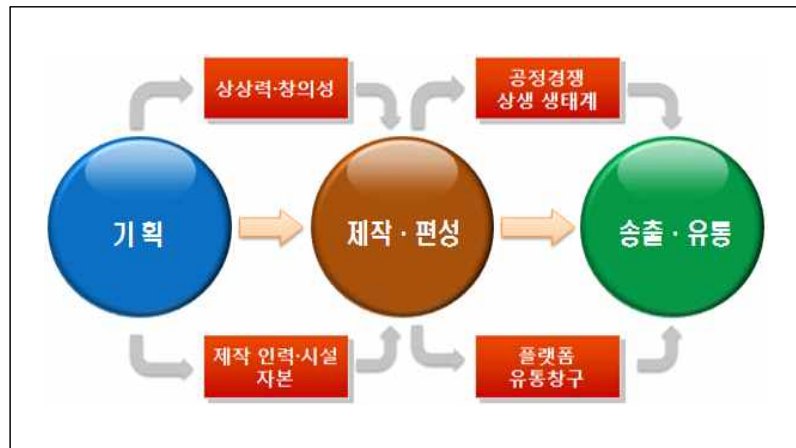 상상력·창의성
공정경쟁
상생 생태계
기 획
제작 · 편성
송출 · 유통
제작 인력·시설
자본
플랫폼
유통창구